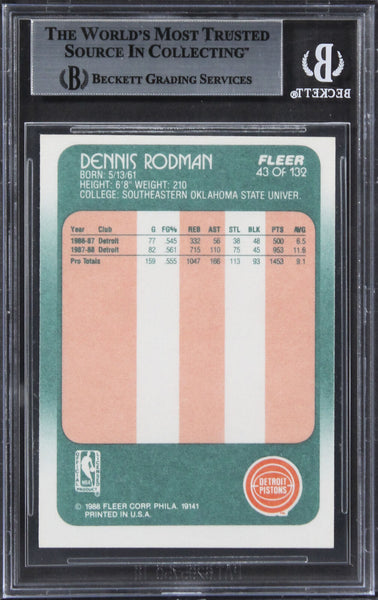 THE WORLD'S MOST TRUSTED
SOURCE IN COLLECTING™
BECKETT GRADING SERVICES
BECKETT
DENNIS RODMAN
FLEER
43 OF 132
BORN: 5/13/61
HEIGHT: 6'8" WEIGHT: 210
COLLEGE: SOUTHEASTERN OKLAHOMA STATE UNIVER.
Year Club G FG% REB AST STL BLK PTS AVG
1986-87 Detroit 77 .545 332 56 38 48 500 6.5
1987-88 Detroit 82 .561 715 110 75 45 953 11.6
Pro Totals 159 .555 1047 166 113 93 1453 9.1
NBA
DETROIT
PISTONS
© 1988 FLEER CORP. PHILA. 19141
PRINTED IN U.S.A.